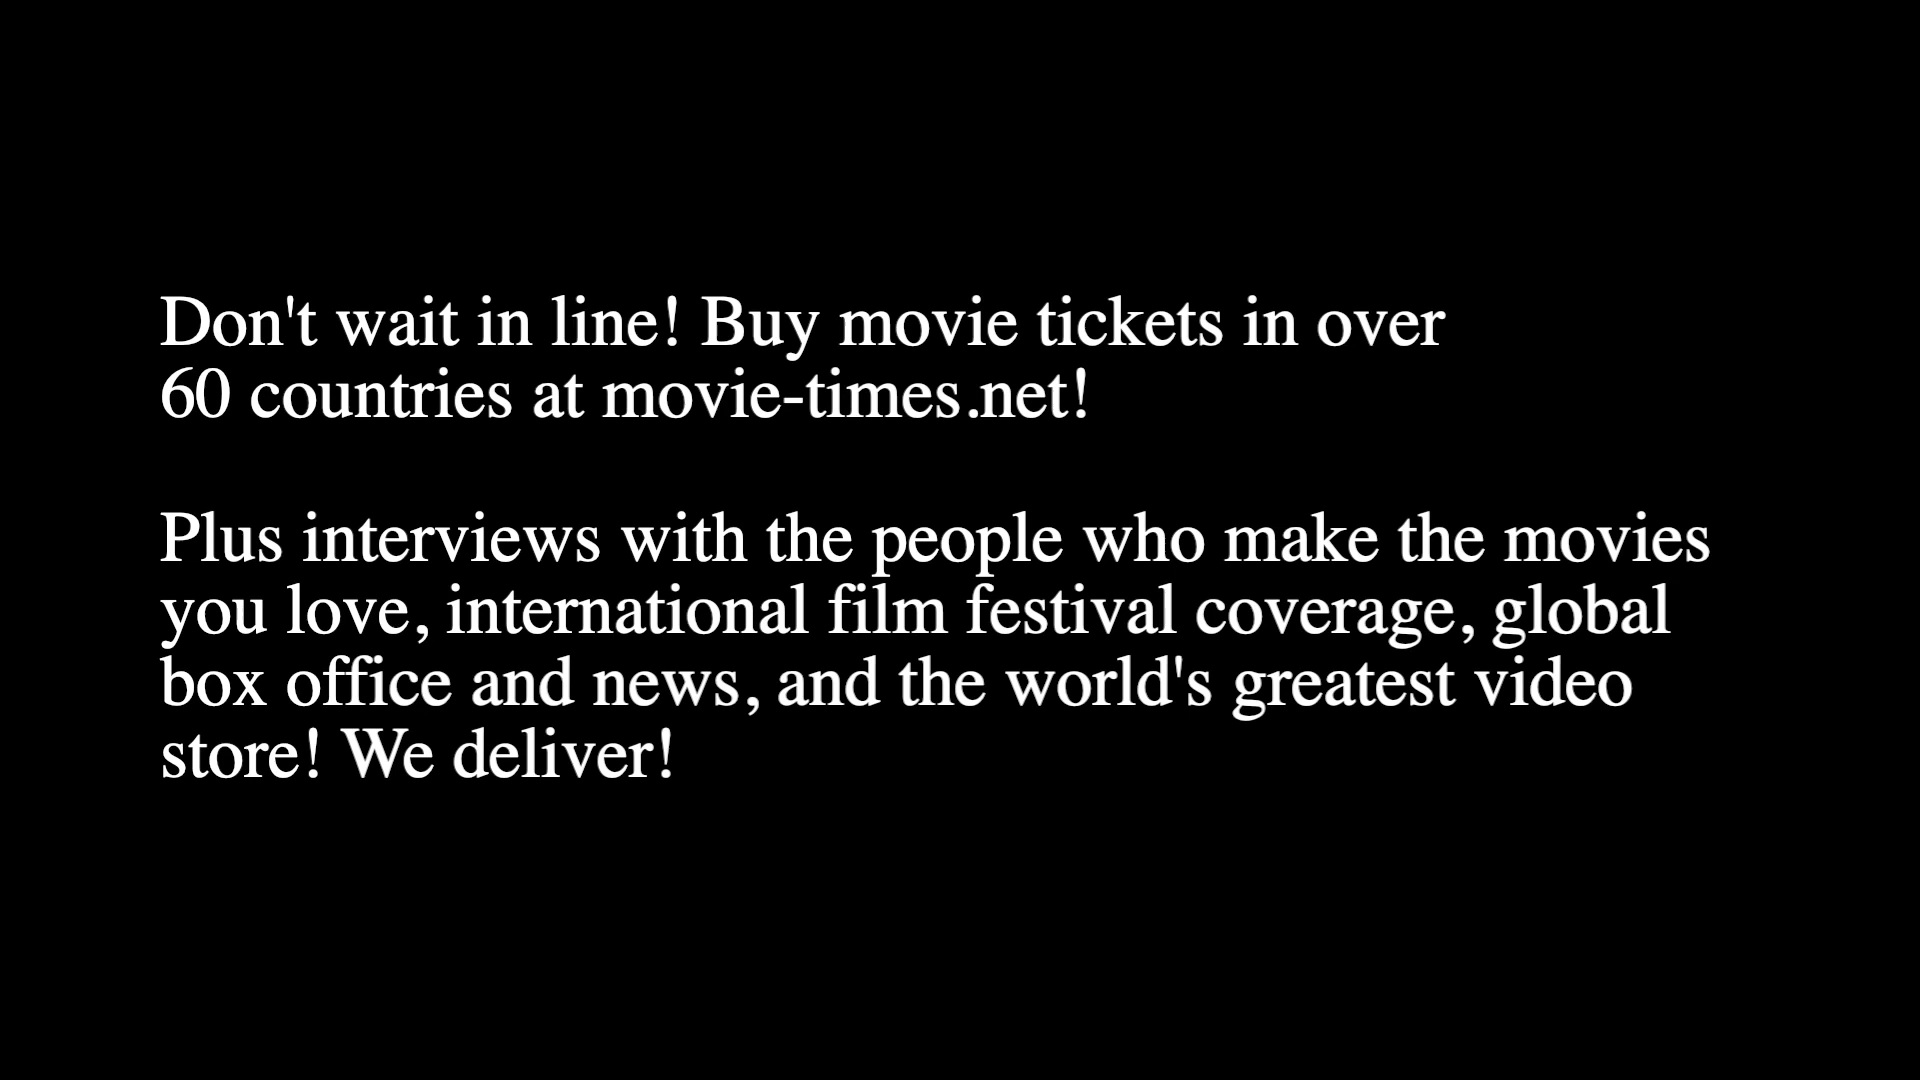 Don't wait in line! Buy movie tickets in over
60 countries at movie-times.net!
Plus interviews with the people who make the movies
you love, international film festival coverage, global
box office and news, and the world's greatest video
store! We deliver!